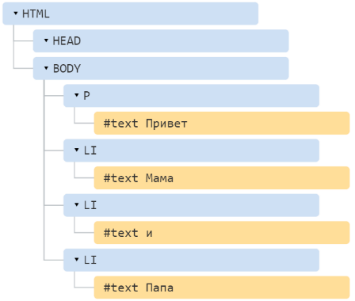 HTML
HEAD
BODY
P
#text Привет
LI
#text Мама
LI
#text и
LI
#text Папа